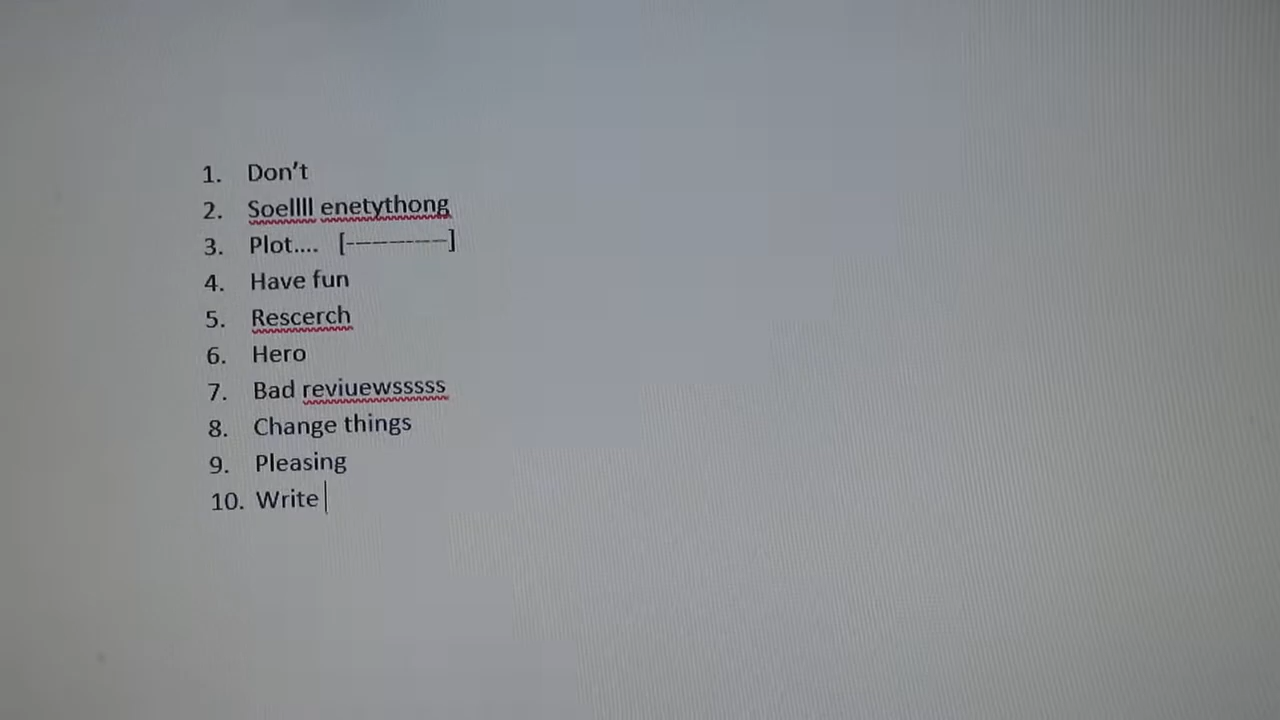 1. Don't
2. Soellll enetythong
3. Plot.... [----------]
4. Have fun
5. Rescerch
6. Hero
7. Bad reviuewsssss
8. Change things
9. Pleasing
10. Write